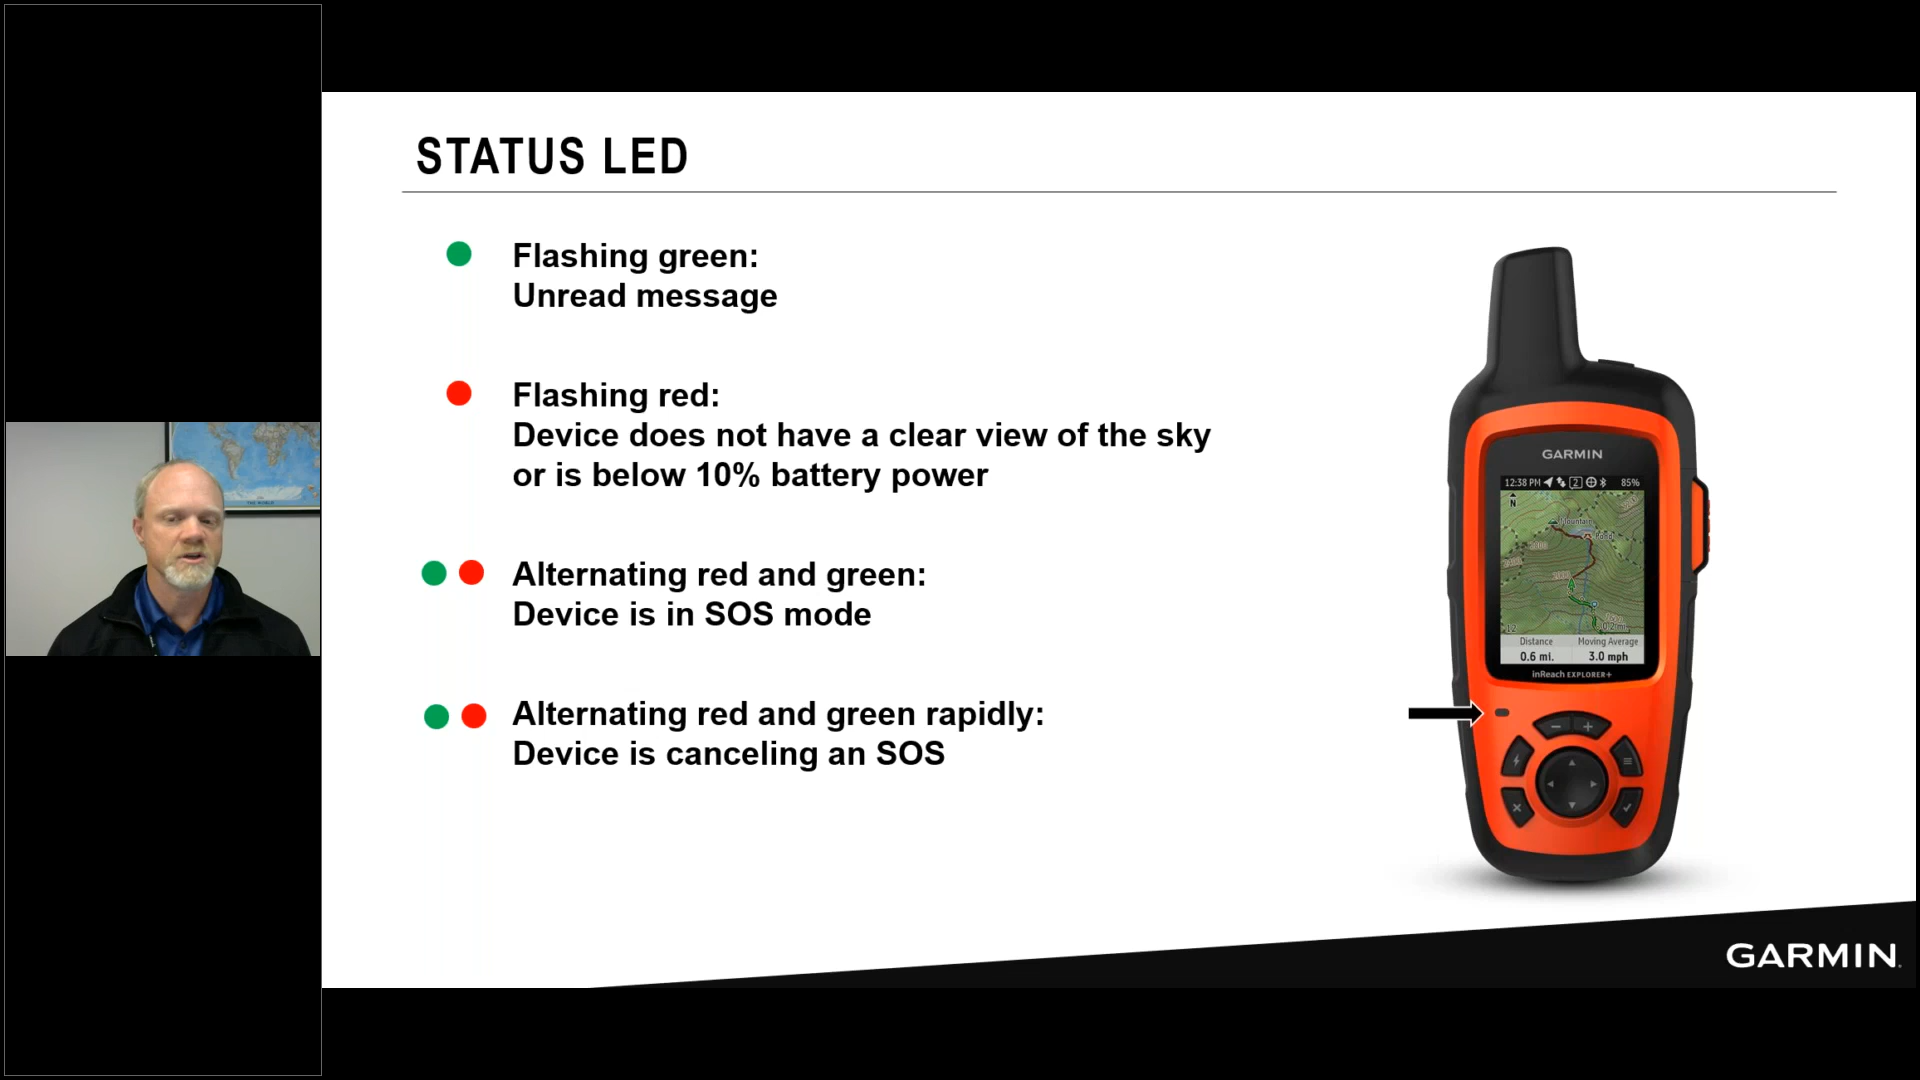 STATUS LED
Flashing green:
Unread message
Flashing red:
Device does not have a clear view of the sky
or is below 10% battery power
Alternating red and green:
Device is in SOS mode
Alternating red and green rapidly:
Device is canceling an SOS
GARMIN
12:38 PM 2 85%
N
Mountain
Distance Moving Average
0.6 mi. 3.0 mph
inReach EXPLORER+
GARMIN